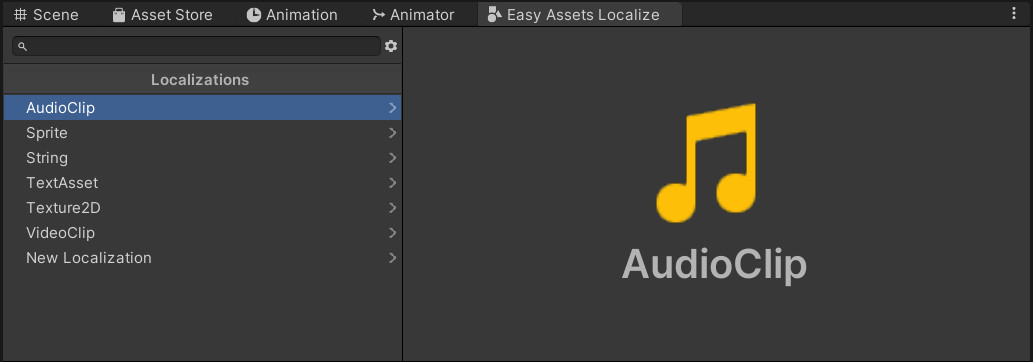 Scene Asset Store Animation Animator Easy Assets Localize
Localizations
AudioClip
Sprite
String
TextAsset
Texture2D
VideoClip
New Localization
AudioClip